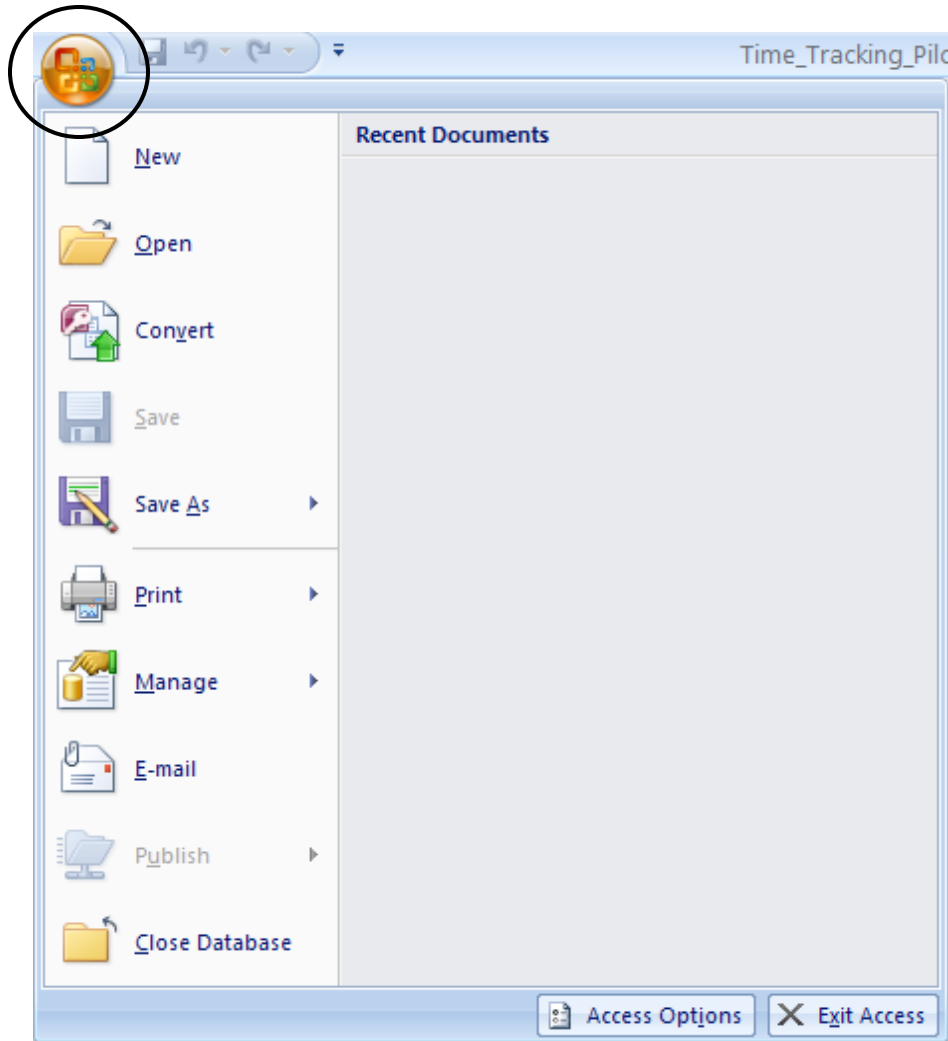 Time_Tracking_Pilo
Recent Documents
New
Open
Convert
Save
Save As
Print
Manage
E-mail
Publish
Close Database
Access Options
Exit Access